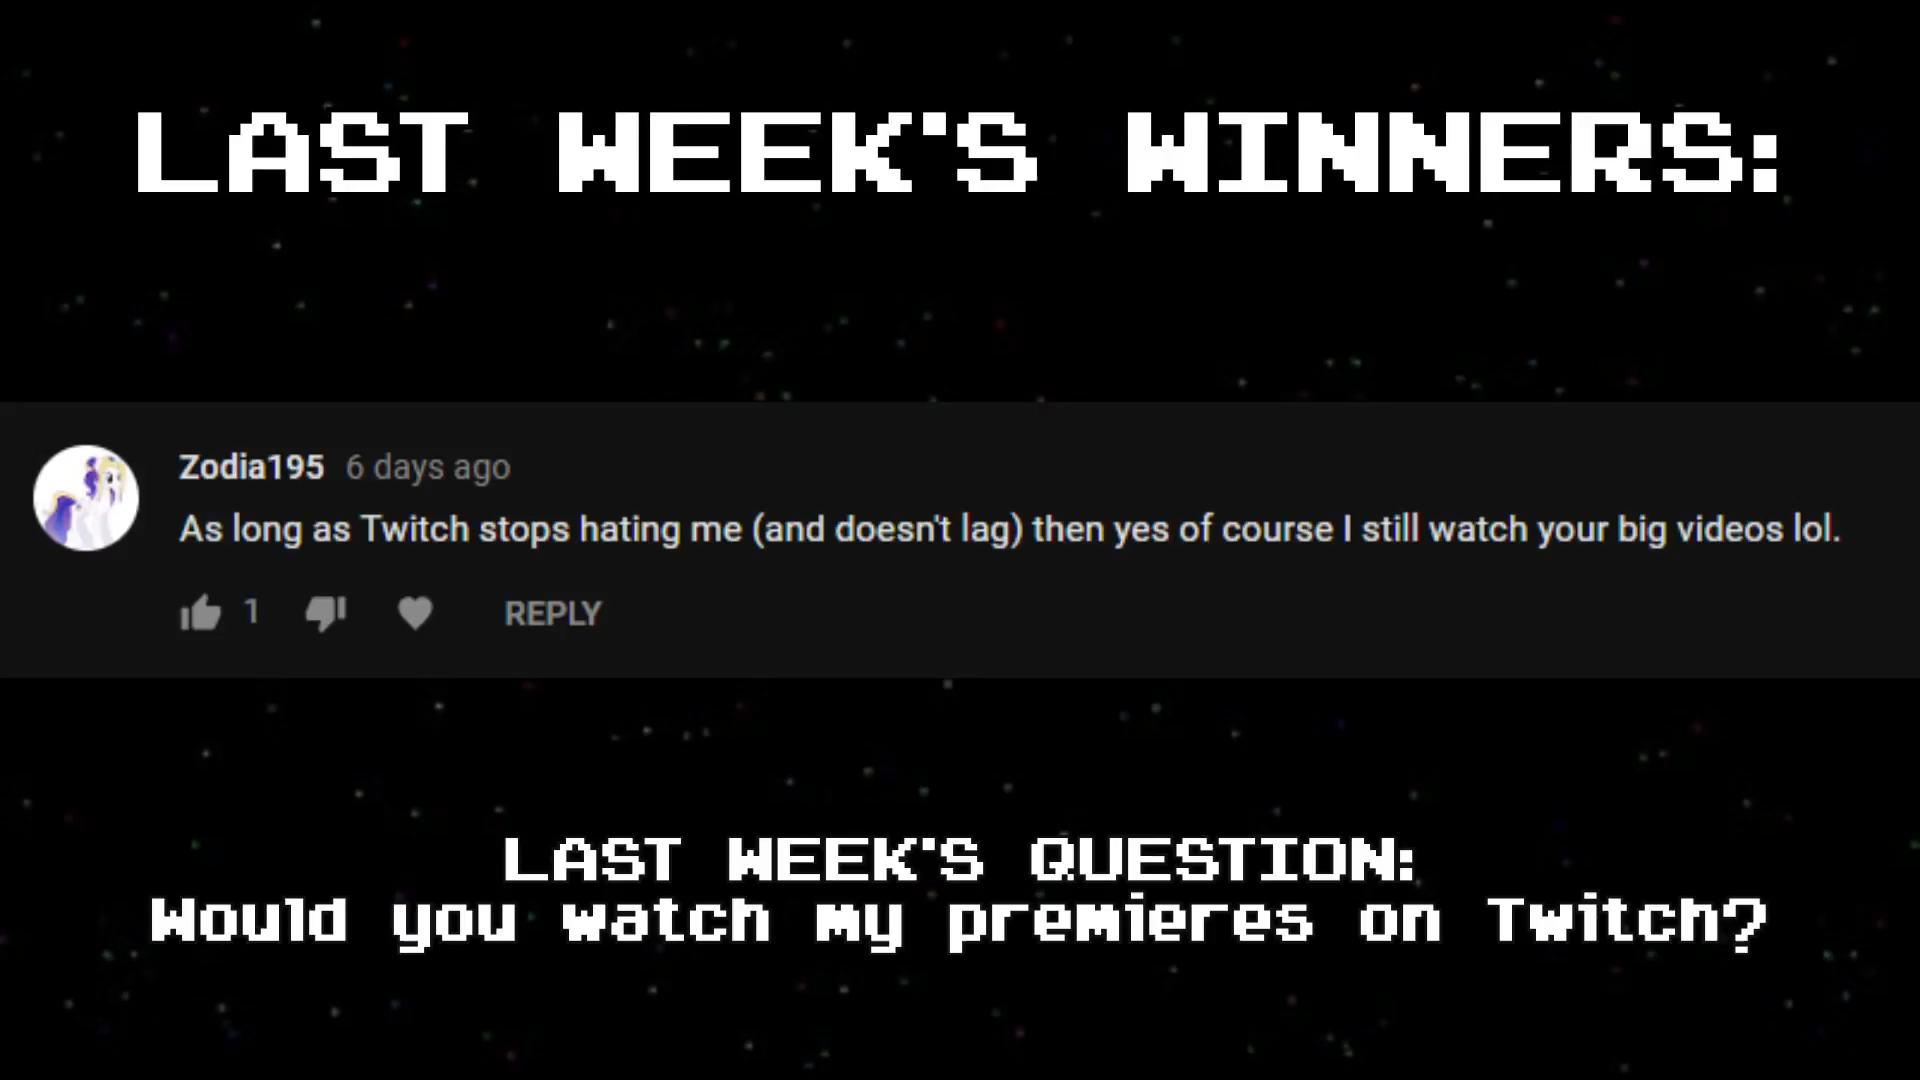 LAST WEEK'S WINNERS:
Zodia195 6 days ago
As long as Twitch stops hating me (and doesn't lag) then yes of course I still watch your big videos lol.
1 REPLY
LAST WEEK'S QUESTION:
Would you watch my premieres on Twitch?